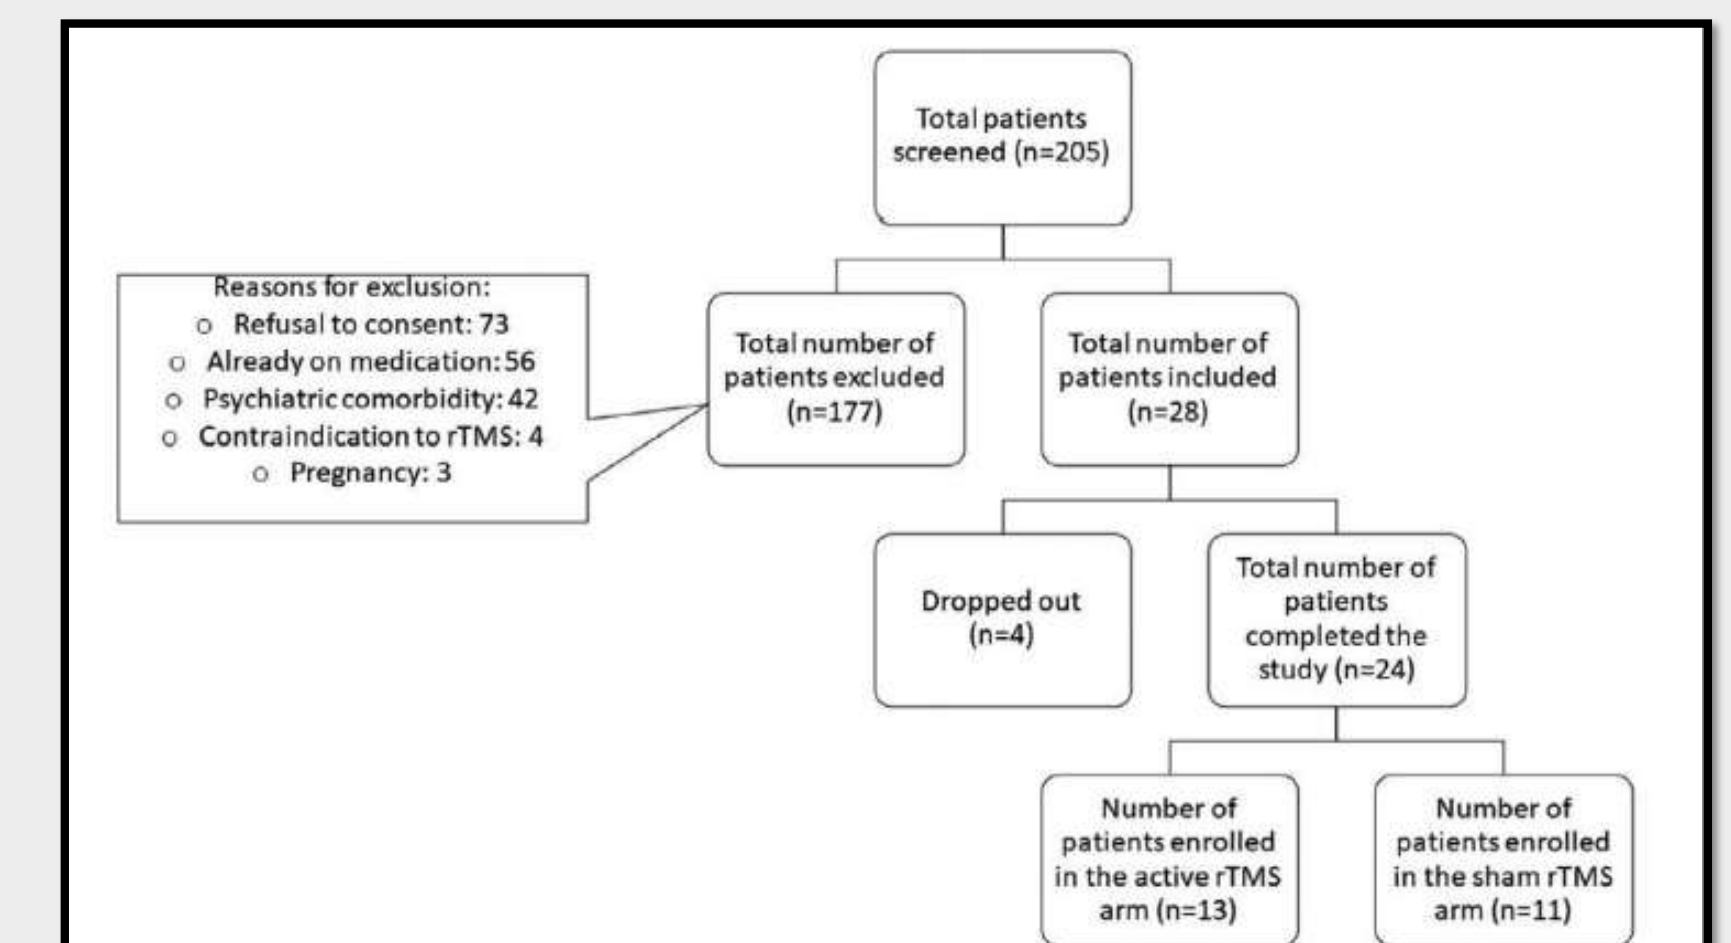 Total patients
screened (n=205)
Reasons for exclusion:
o Refusal to consent: 73
o Already on medication: 56
o Psychiatric comorbidity: 42
o Contraindication to rTMS: 4
o Pregnancy: 3
Total number of
patients excluded
(n=177)
Total number of
patients included
(n=28)
Dropped out
(n=4)
Total number of
patients
completed the
study (n=24)
Number of
patients enrolled
in the active rTMS
arm (n=13)
Number of
patients enrolled
in the sham rTMS
arm (n=11)